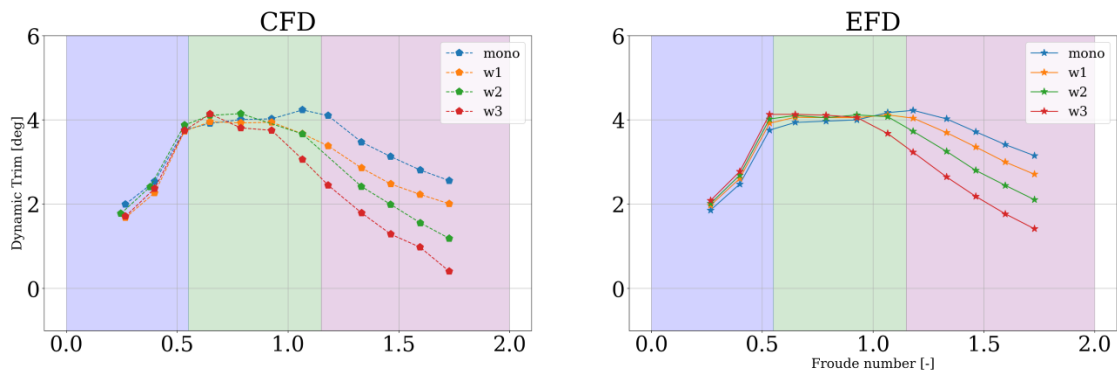 CFD
EFD
6
4
2
0
Dynamic Trim [deg]
mono
w1
w2
w3
0.0 0.5 1.0 1.5 2.0
6
4
2
0
mono
w1
w2
w3
0.0 0.5 1.0 1.5 2.0
Froude number [-]